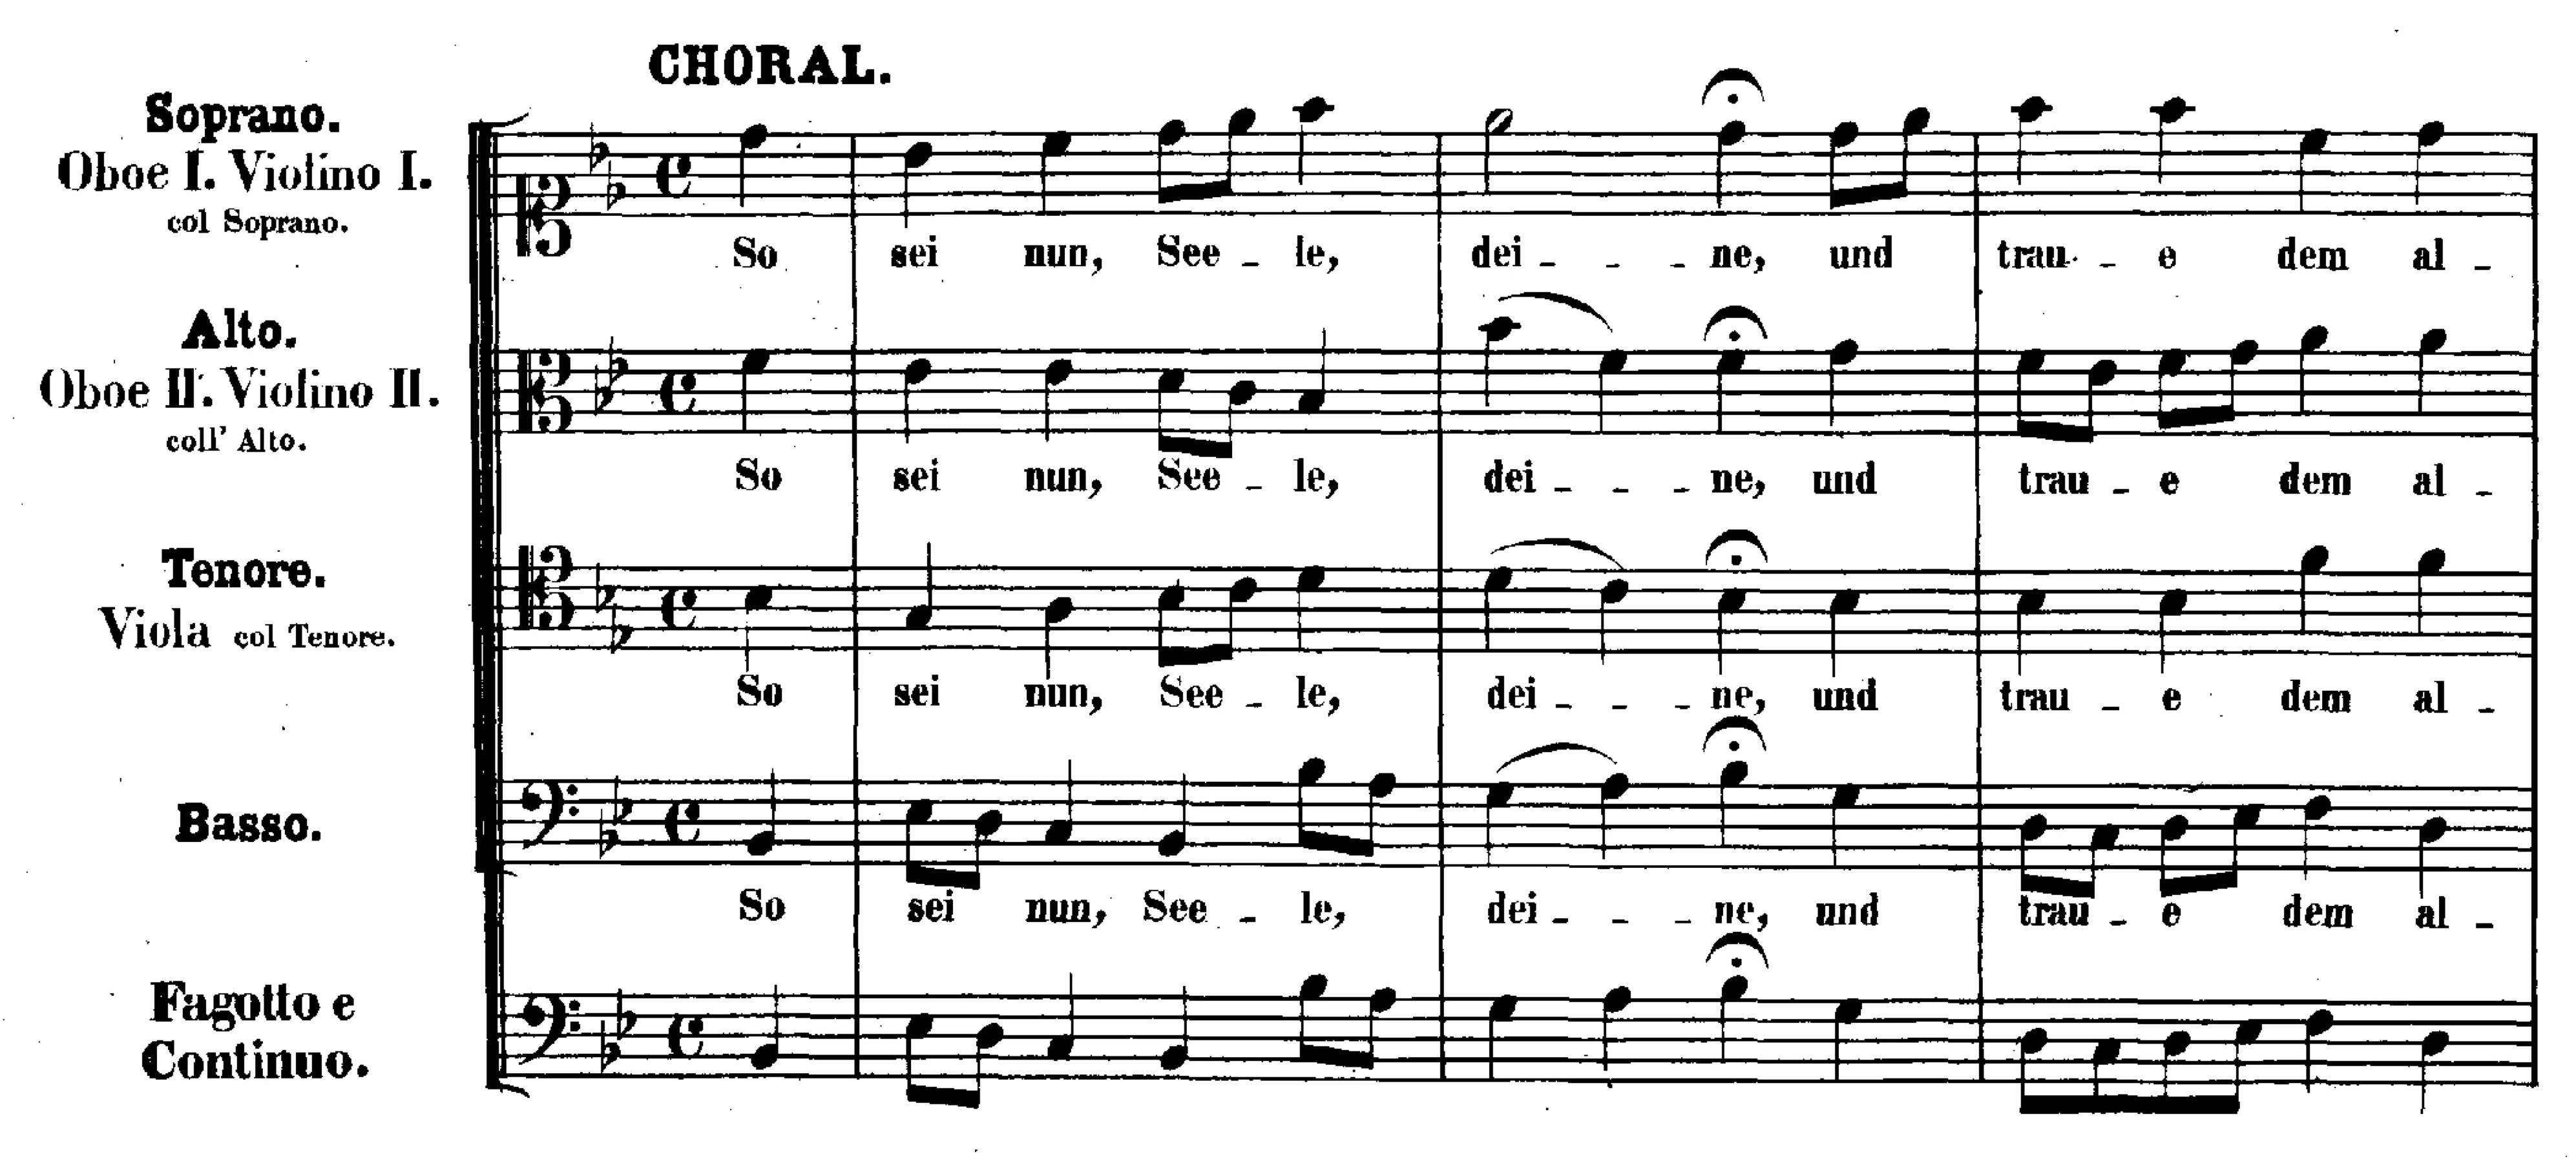 CHORAL.
Soprano.
Oboe I. Violino I.
col Soprano.
So sei nun, See - le, dei - - - ne, und trau - e dem al -
Alto.
Oboe II. Violino II.
coll' Alto.
So sei nun, See - le, dei - - - ne, und trau - e dem al -
Tenore.
Viola col Tenore.
So sei nun, See - le, dei - - - ne, und trau - e dem al -
Basso.
So sei nun, See - le, dei - - - ne, und trau - e dem al -
Fagotto e
Continuo.